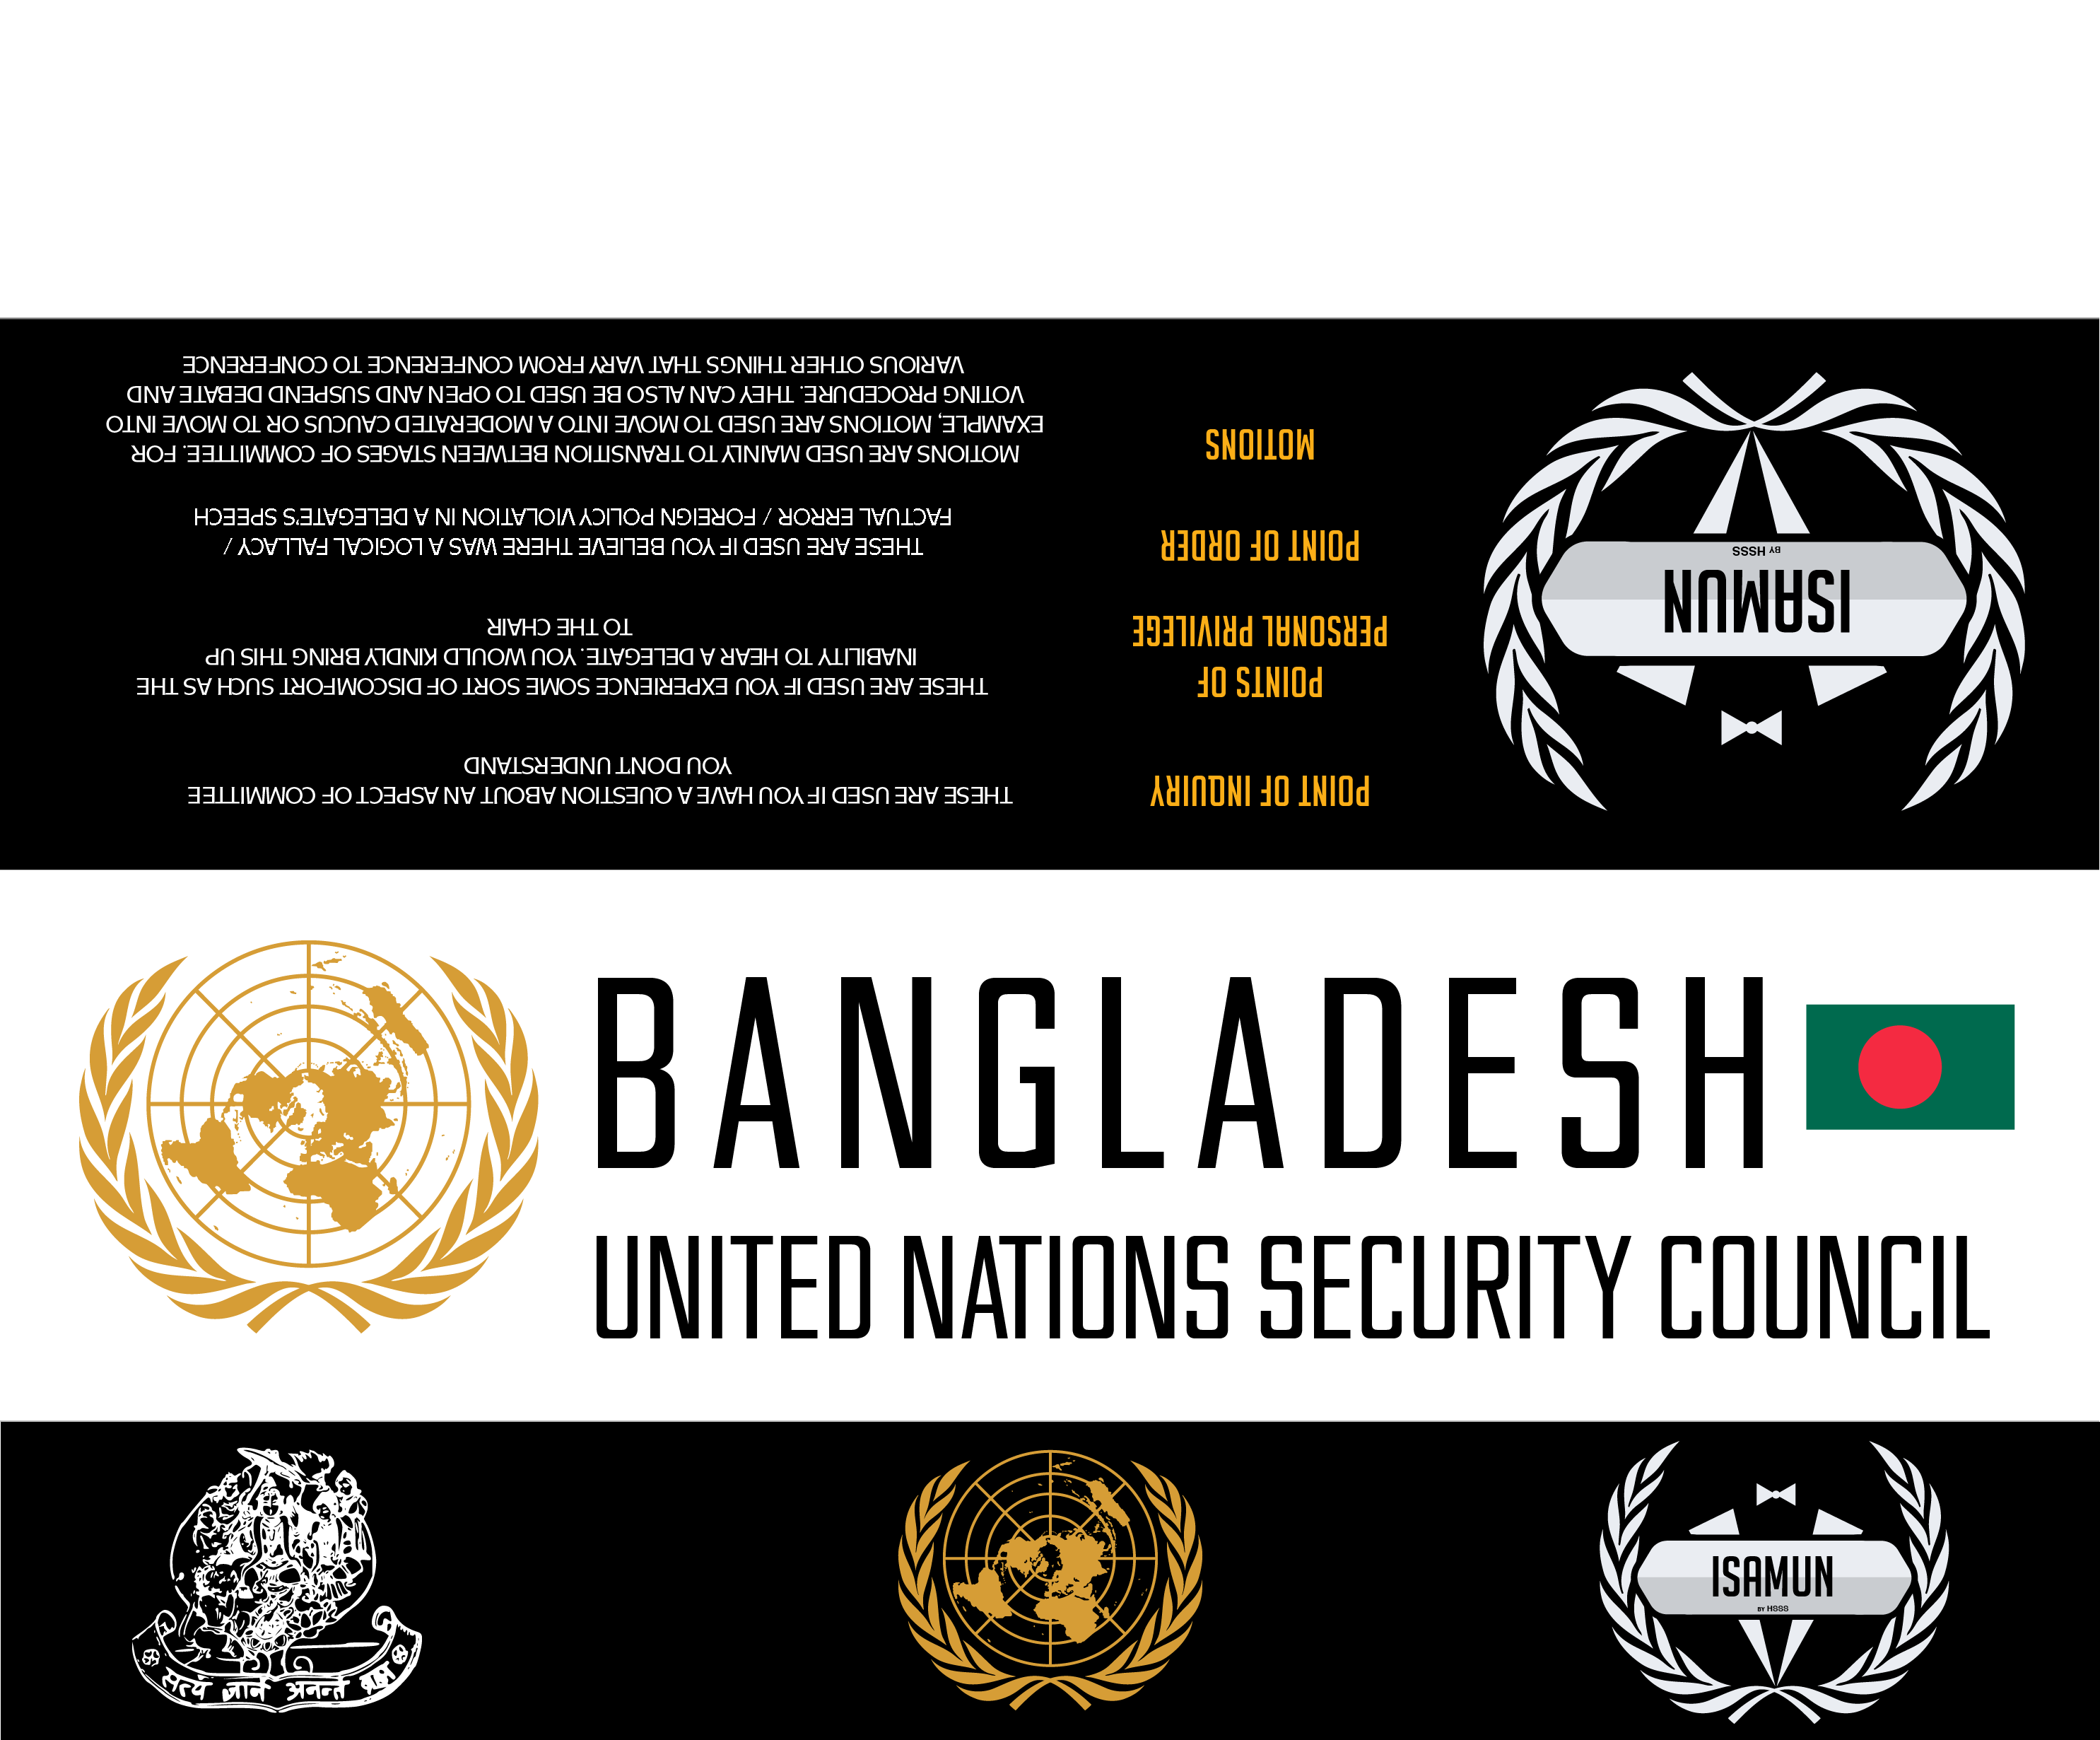 ISAMUN
BY HSSS
POINT OF INQUIRY
THESE ARE USED IF YOU HAVE A QUESTION ABOUT AN ASPECT OF COMMITTEE
YOU DON'T UNDERSTAND
POINTS OF
PERSONAL PRIVILEGE
THESE ARE USED IF YOU EXPERIENCE SOME SORT OF DISCOMFORT SUCH AS THE
INABILITY TO HEAR A DELEGATE. YOU WOULD KINDLY BRING THIS UP
TO THE CHAIR
POINT OF ORDER
THESE ARE USED IF YOU BELIEVE THERE WAS A LOGICAL FALLACY /
FACTUAL ERROR / FOREIGN POLICY VIOLATION IN A DELEGATE'S SPEECH
MOTIONS
MOTIONS ARE USED MAINLY TO TRANSITION BETWEEN STAGES OF COMMITTEE. FOR
EXAMPLE, MOTIONS ARE USED TO MOVE INTO A MODERATED CAUCUS OR TO MOVE INTO
VOTING PROCEDURE. THEY CAN ALSO BE USED TO OPEN AND SUSPEND DEBATE AND
VARIOUS OTHER THINGS THAT VARY FROM CONFERENCE TO CONFERENCE
BANGLADESH
UNITED NATIONS SECURITY COUNCIL
सत्यं ज्ञानं अनन्तं ब्रह्म
ISAMUN
BY HSSS